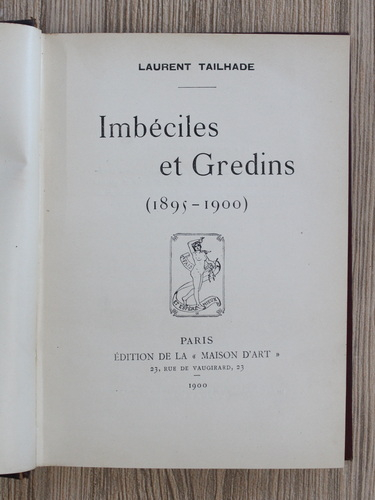 LAURENT TAILHADE
Imbéciles
et Gredins
(1895-1900)
PARIS
ÉDITION DE LA « MAISON D'ART »
23, RUE DE VAUGIRARD, 23
1900